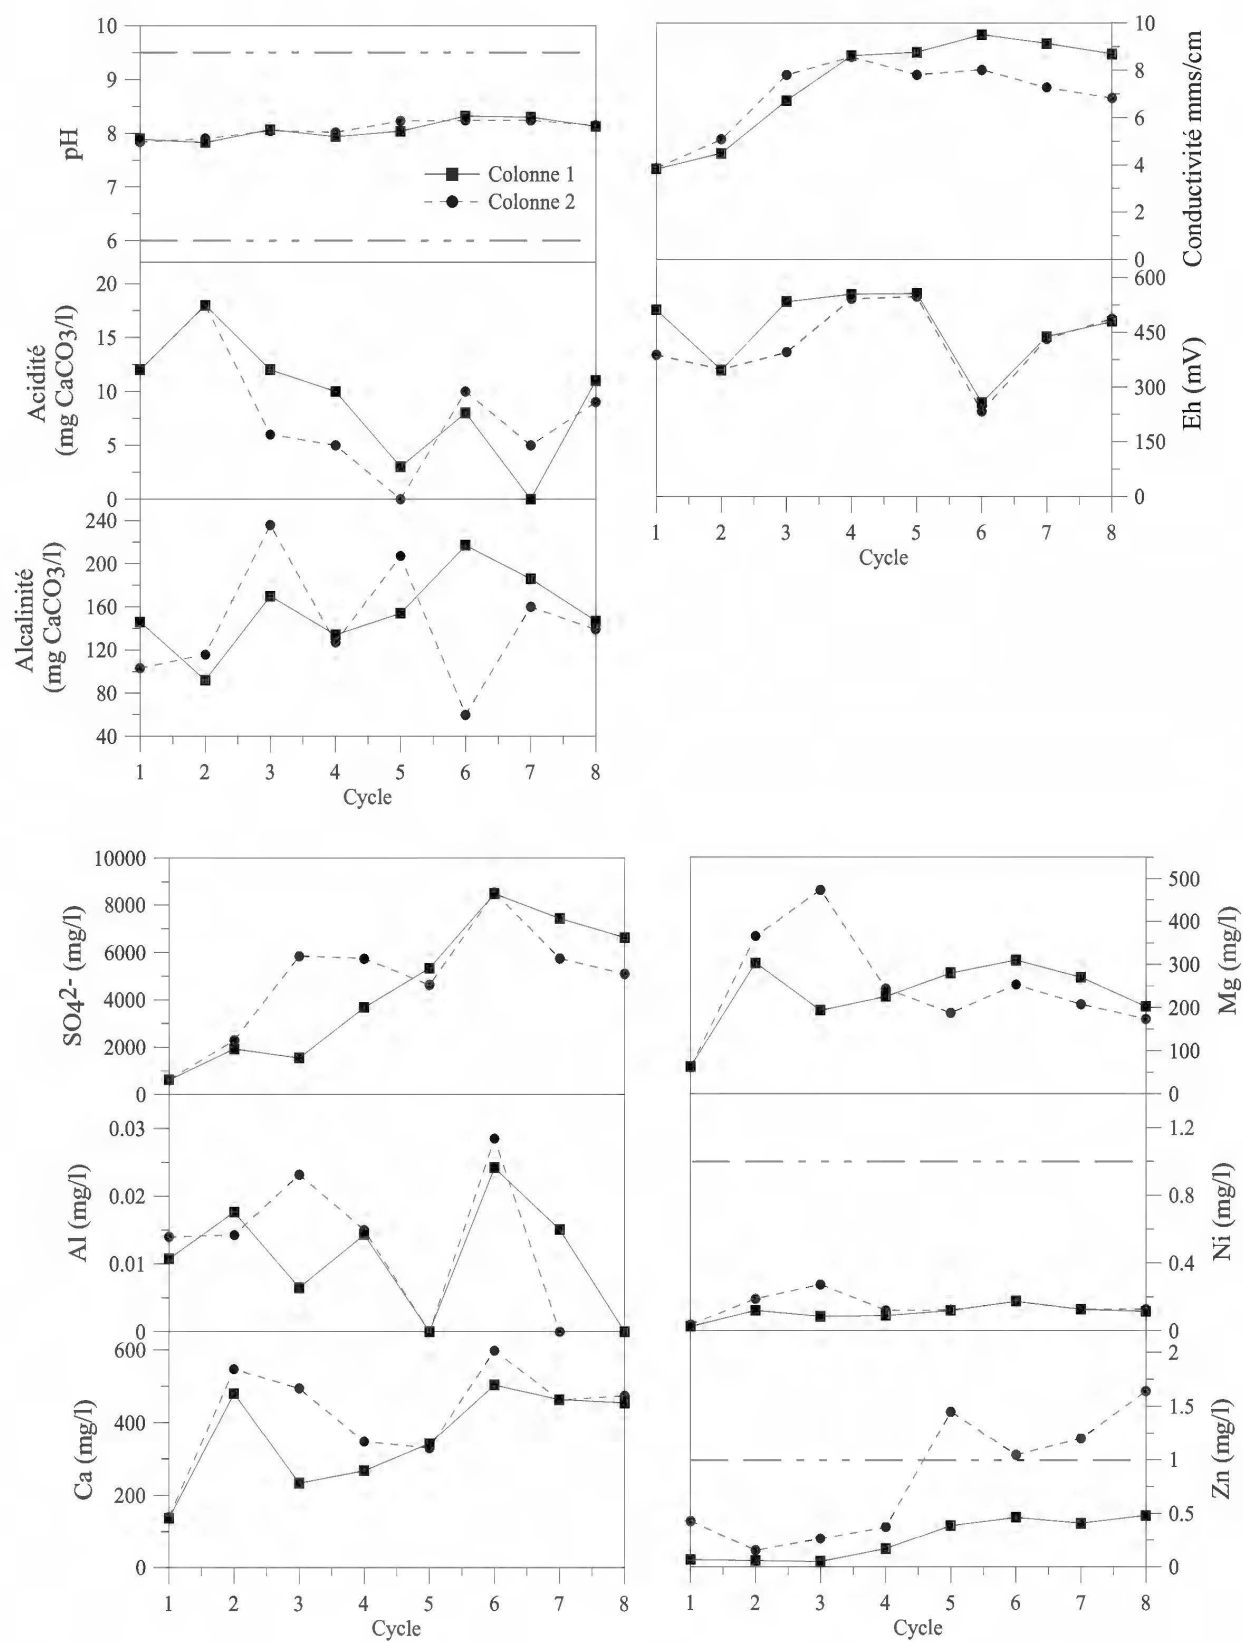 10
9
8
7
6
pH
Colonne 1
Colonne 2
20
15
10
5
0
Acidité
(mg CaCO3/l)
240
200
160
120
80
40
Alcalinité
(mg CaCO3/l)
1 2 3 4 5 6 7 8
Cycle
10
8
6
4
2
0
Conductivité mms/cm
600
450
300
150
0
Eh (mV)
1 2 3 4 5 6 7 8
Cycle
10000
8000
6000
4000
2000
0
SO42- (mg/l)
0.03
0.02
0.01
0
Al (mg/l)
600
400
200
0
Ca (mg/l)
1 2 3 4 5 6 7 8
Cycle
500
400
300
200
100
0
Mg (mg/l)
1.2
0.8
0.4
0
Ni (mg/l)
2
1.5
1
0.5
0
Zn (mg/l)
1 2 3 4 5 6 7 8
Cycle